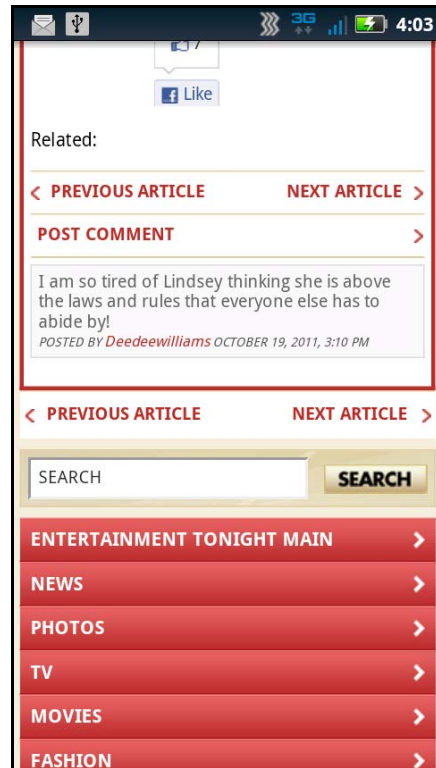 3G 4:03
7
Like
Related:
PREVIOUS ARTICLE NEXT ARTICLE
POST COMMENT
I am so tired of Lindsey thinking she is above
the laws and rules that everyone else has to
abide by!
POSTED BY Deedeewilliams OCTOBER 19, 2011, 3:10 PM
PREVIOUS ARTICLE NEXT ARTICLE
SEARCH SEARCH
ENTERTAINMENT TONIGHT MAIN
NEWS
PHOTOS
TV
MOVIES
FASHION